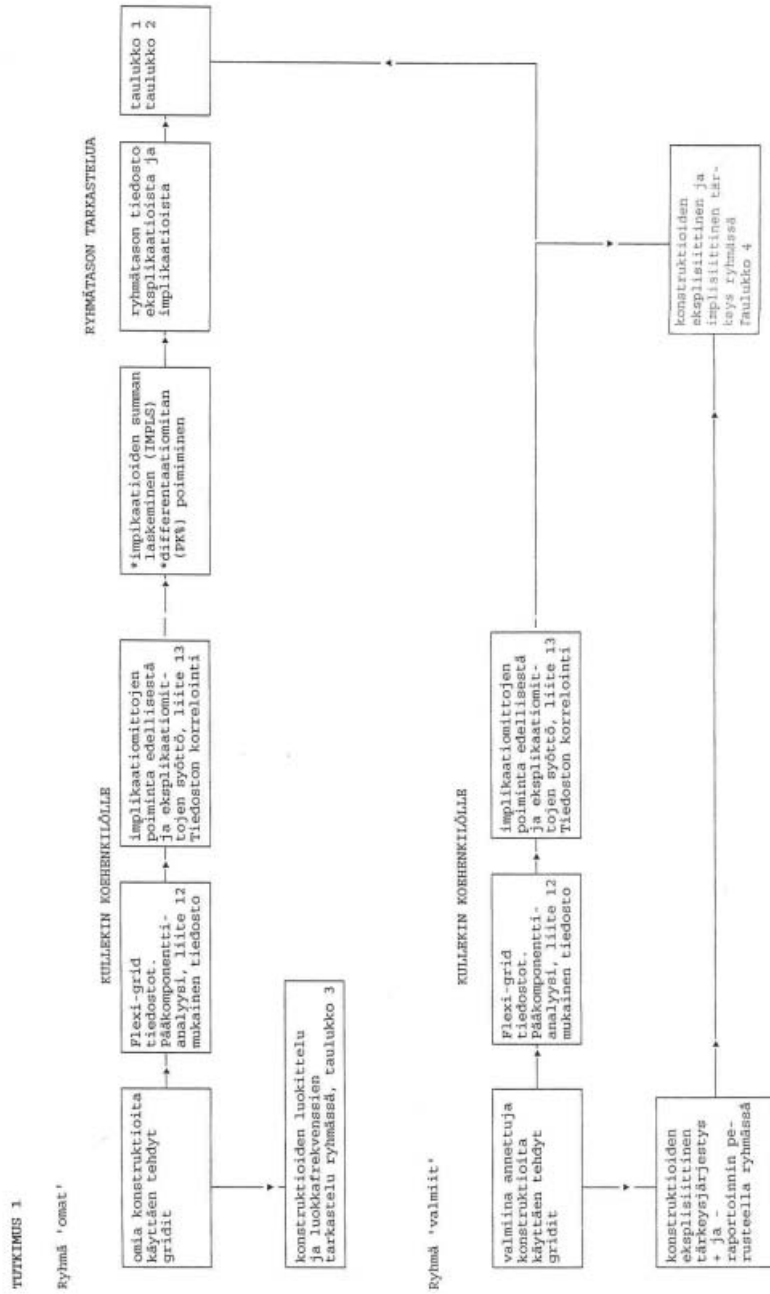 TUTKIMUS 1
Ryhmä 'omat'
KULLEKIN KOEHENKILÖLLE
RYHMÄTASON TARKASTELUA
omia konstruktioita
käyttäen tehdyt
gridit
Flexi-grid
tiedostot.
Pääkomponentti-
analyysi, liite 12
mukainen tiedosto
implikaatiomittojen
poiminta edellisestä
ja eksplikaatiomit-
tojen syöttö, liite 13
Tiedoston korrelointi
*impikaatioiden summan
laskeminen (IMPLS)
*differentaatiomitan
(PK%) poimiminen
ryhmätason tiedosto
eksplikaatioista ja
implikaatioista
taulukko 1
taulukko 2
konstruktioiden luokittelu
ja luokkafrekvenssien
tarkastelu ryhmässä, taulukko 3
Ryhmä 'valmiit'
KULLEKIN KOEHENKILÖLLE
valmiina annettuja
konstruktioita
käyttäen tehdyt
gridit
Flexi-grid
tiedostot.
Pääkomponentti-
analyysi, liite 12
mukainen tiedosto
implikaatiomittojen
poiminta edellisestä
ja eksplikaatiomit-
tojen syöttö, liite 13
Tiedoston korrelointi
konstruktioiden
eksplisiittinen
tärkeysjärjestys
+ ja -
raportoinnin pe-
rusteella ryhmässä
konstruktioiden
eksplisiittinen ja
implisiittinen tär-
keys ryhmässä
Taulukko 4